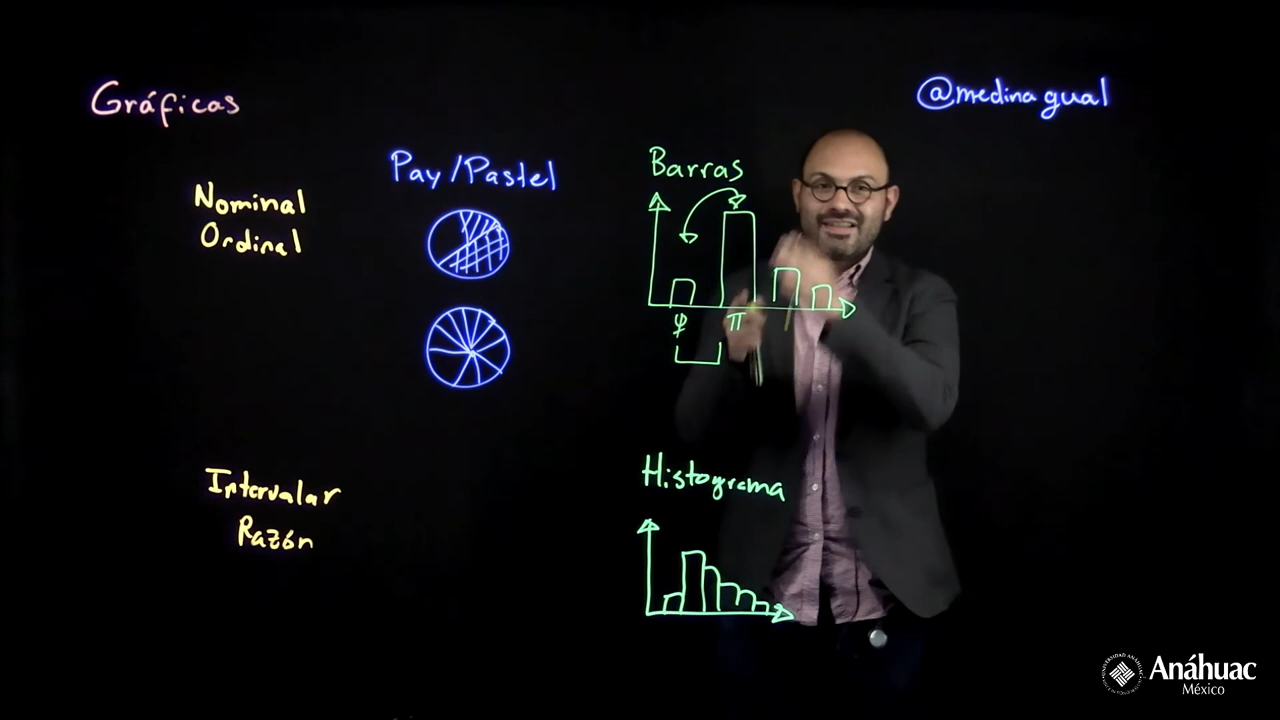 Gráficas
@medinagual
Pay/Pastel
Barras
Nominal
Ordinal
ψ π
Histograma
Intervalar
Razón
Anáhuac
México